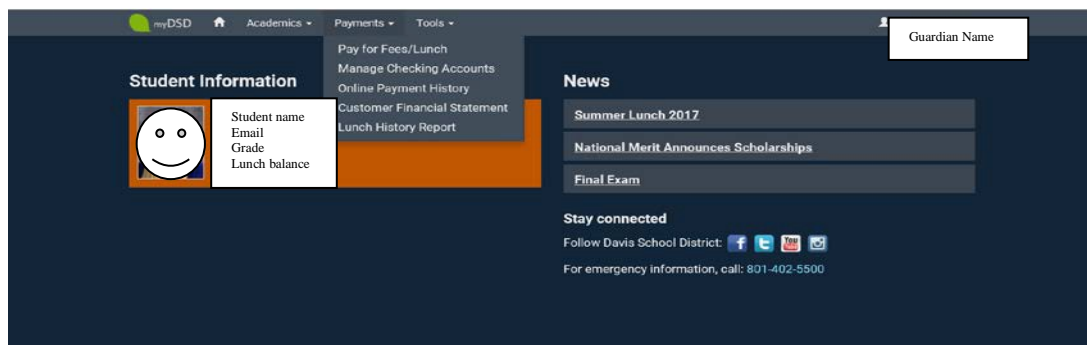 myDSD Academics Payments Tools
Guardian Name
Pay for Fees/Lunch
Manage Checking Accounts
Online Payment History
Customer Financial Statement
Lunch History Report
Student Information
Student name
Email
Grade
Lunch balance
News
Summer Lunch 2017
National Merit Announces Scholarships
Final Exam
Stay connected
Follow Davis School District: f t You Tube
For emergency information, call: 801-402-5500